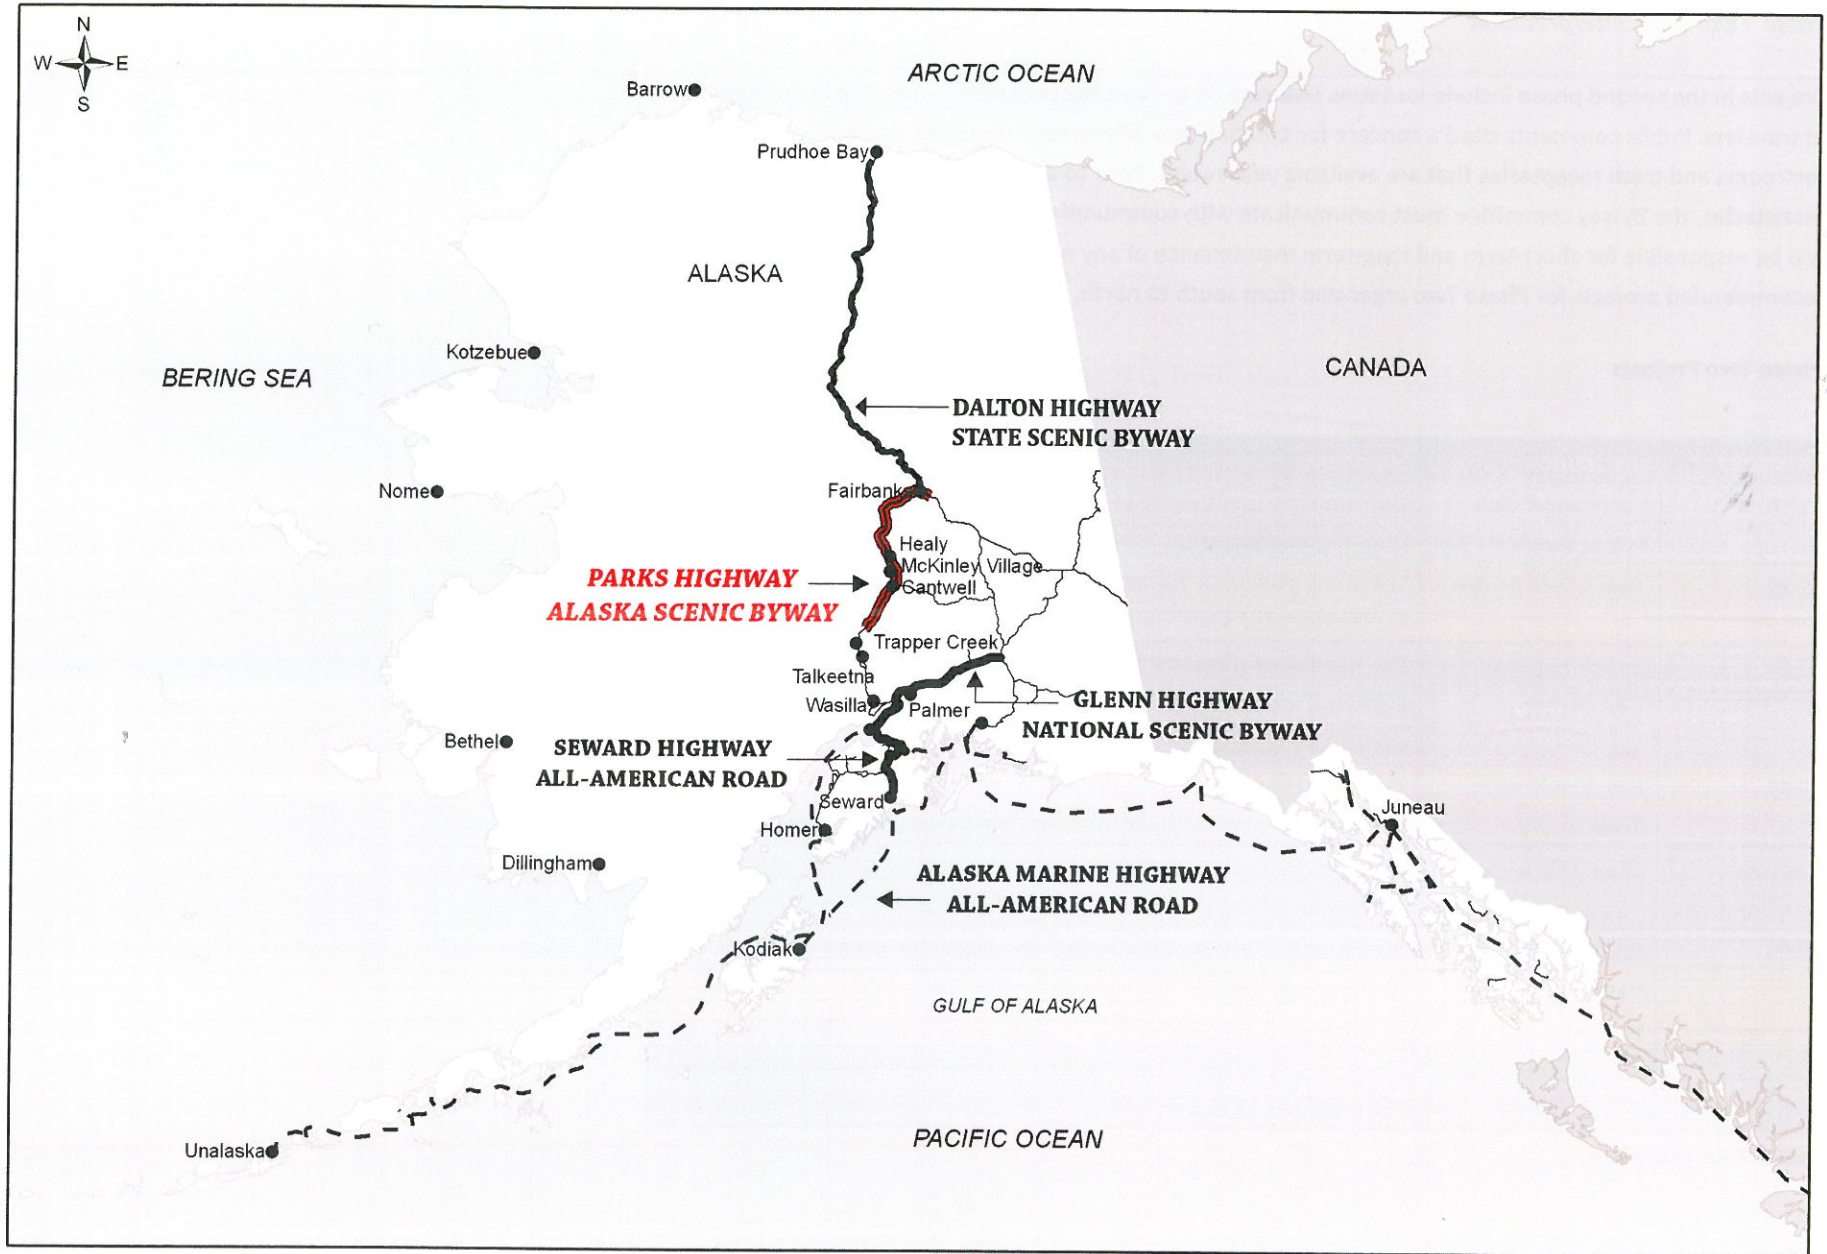 N
W E
S
ARCTIC OCEAN
Barrow
Prudhoe Bay
ALASKA
Kotzebue
BERING SEA
CANADA
DALTON HIGHWAY
STATE SCENIC BYWAY
Nome
Fairbanks
Healy
McKinley Village
Cantwell
PARKS HIGHWAY
ALASKA SCENIC BYWAY
Trapper Creek
Talkeetna
Wasilla
Palmer
GLENN HIGHWAY
NATIONAL SCENIC BYWAY
Bethel
SEWARD HIGHWAY
ALL-AMERICAN ROAD
Seward
Juneau
Homer
Dillingham
ALASKA MARINE HIGHWAY
ALL-AMERICAN ROAD
Kodiak
GULF OF ALASKA
PACIFIC OCEAN
Unalaska